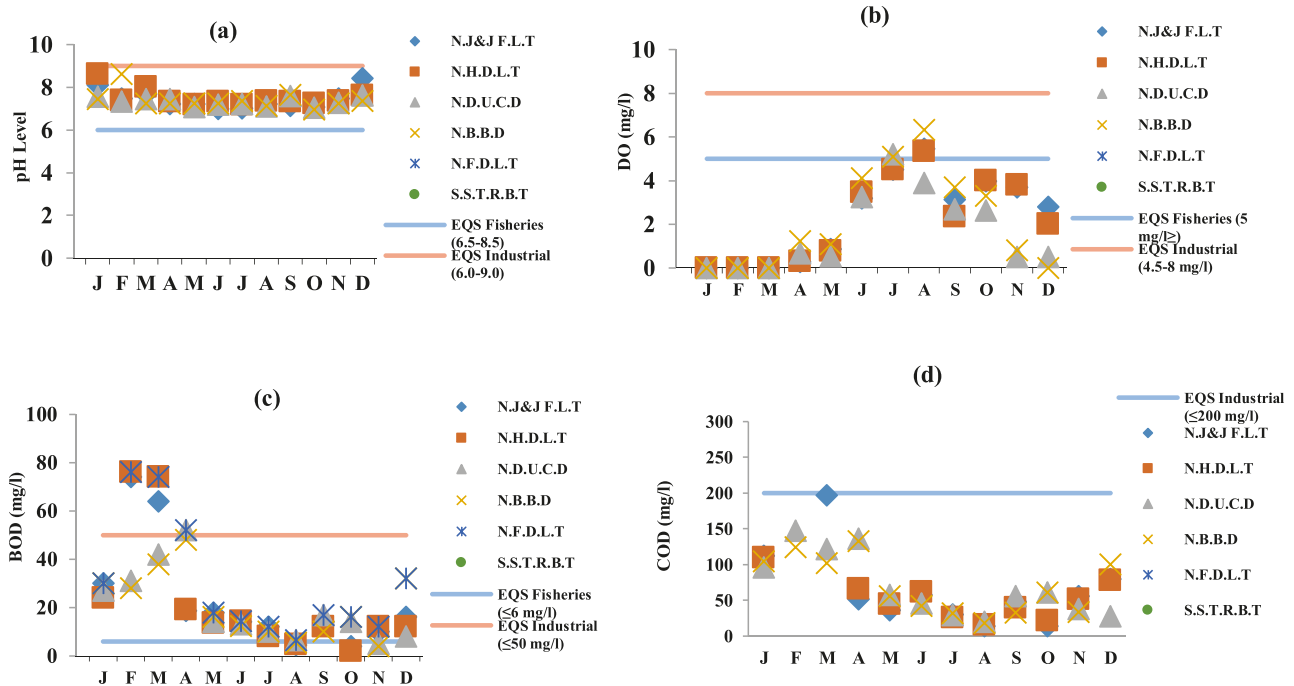 (a)
10
8
6
4
2
0
pH Level
J F M A M J J A S O N D
N.J&J F.L.T
N.H.D.L.T
N.D.U.C.D
N.B.B.D
N.F.D.L.T
S.S.T.R.B.T
EQS Fisheries
(6.5-8.5)
EQS Industrial
(6.0-9.0)
(b)
10
8
6
4
2
0
DO (mg/l)
J F M A M J J A S O N D
N.J&J F.L.T
N.H.D.L.T
N.D.U.C.D
N.B.B.D
N.F.D.L.T
S.S.T.R.B.T
EQS Fisheries (5
mg/l≥)
EQS Industrial
(4.5-8 mg/l)
(c)
100
80
60
40
20
0
BOD (mg/l)
J F M A M J J A S O N D
N.J&J F.L.T
N.H.D.L.T
N.D.U.C.D
N.B.B.D
N.F.D.L.T
S.S.T.R.B.T
EQS Fisheries
(≤6 mg/l)
EQS Industrial
(≤50 mg/l)
(d)
300
250
200
150
100
50
0
COD (mg/l)
J F M A M J J A S O N D
EQS Industrial
(≤200 mg/l)
N.J&J F.L.T
N.H.D.L.T
N.D.U.C.D
N.B.B.D
N.F.D.L.T
S.S.T.R.B.T